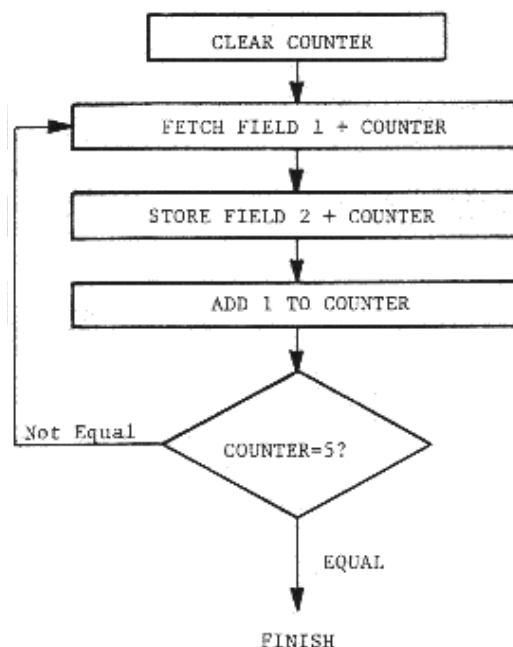 CLEAR COUNTER
FETCH FIELD 1 + COUNTER
STORE FIELD 2 + COUNTER
ADD 1 TO COUNTER
Not Equal
COUNTER=5?
EQUAL
FINISH